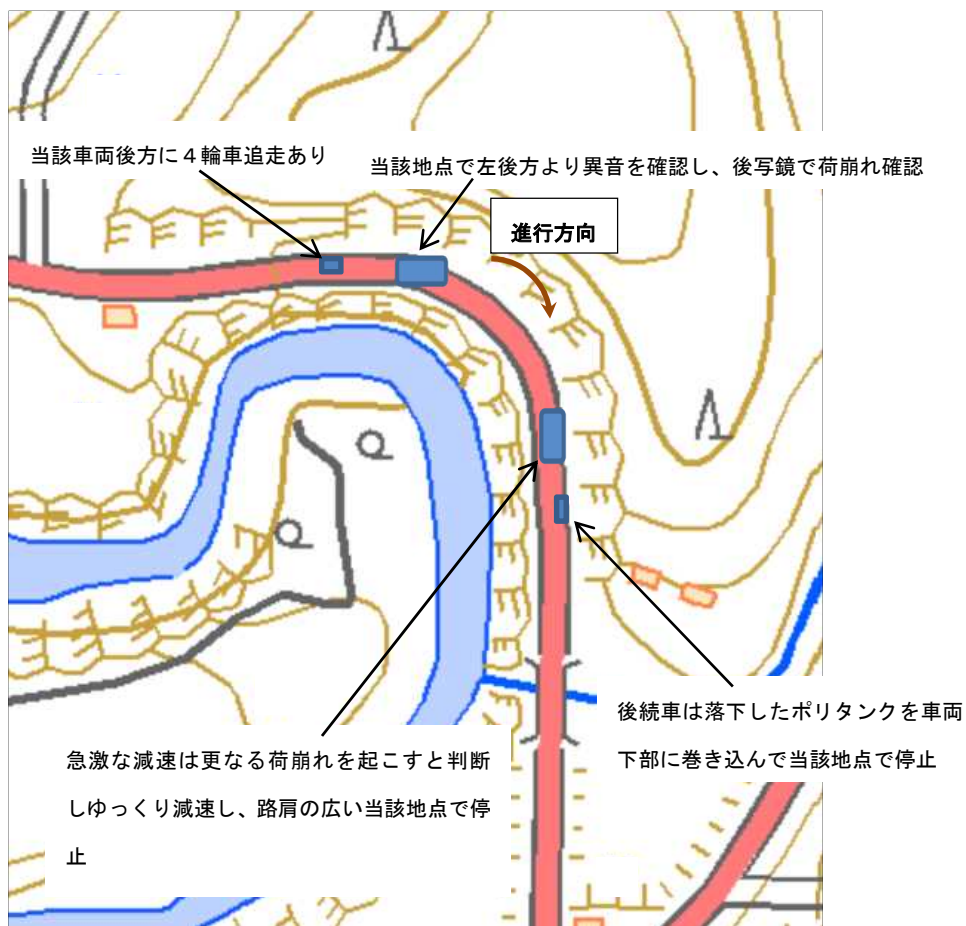 当該車両後方に４輪車追走あり
当該地点で左後方より異音を確認し、後写鏡で荷崩れ確認
進行方向
後続車は落下したポリタンクを車両
下部に巻き込んで当該地点で停止
急激な減速は更なる荷崩れを起こすと判断
しゆっくり減速し、路肩の広い当該地点で停
止